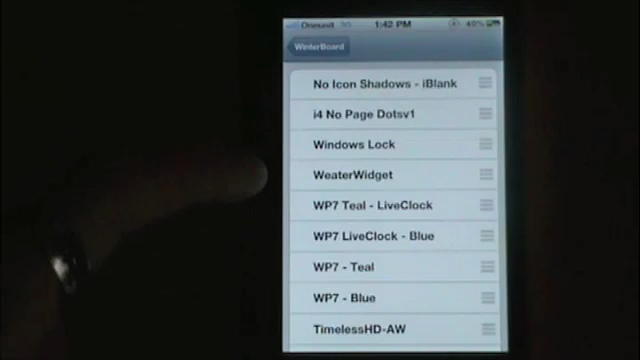 1:42 PM 40%
WinterBoard
No Icon Shadows - iBlank
i4 No Page Dotsv1
Windows Lock
WeaterWidget
WP7 Teal - LiveClock
WP7 LiveClock - Blue
WP7 - Teal
WP7 - Blue
TimelessHD-AW